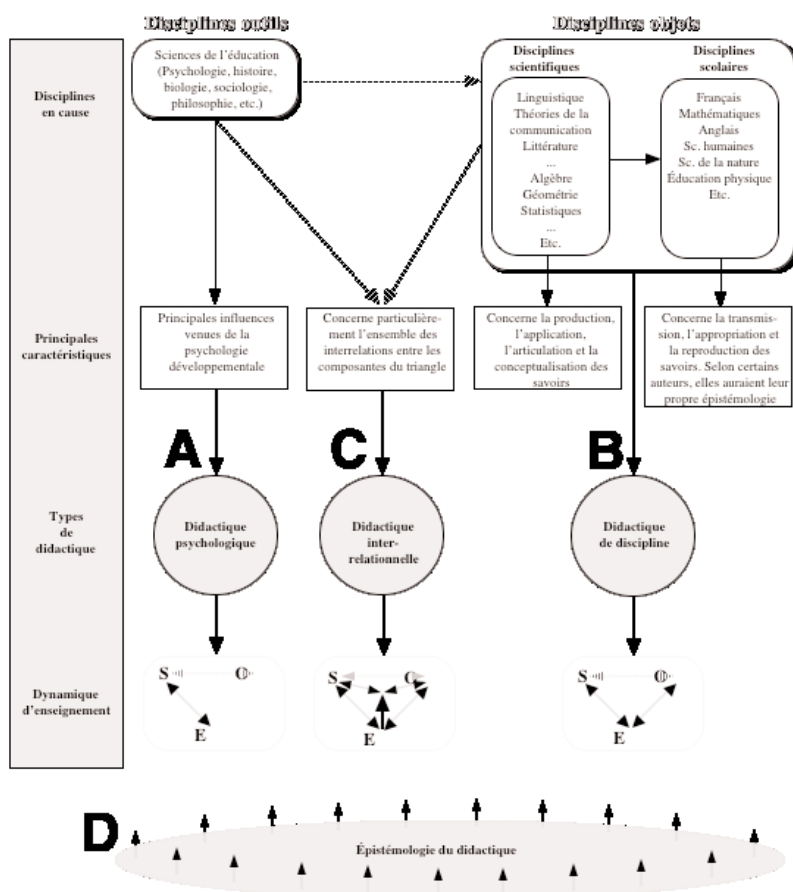 Disciplines outils
Disciplines objets
Disciplines
en cause
Sciences de l'éducation
(Psychologie, histoire,
biologie, sociologie,
philosophie, etc.)
Disciplines
scientifiques
Linguistique
Théories de la
communication
Littérature
...
Algèbre
Géométrie
Statistiques
...
Etc.
Disciplines
scolaires
Français
Mathématiques
Anglais
Sc. humaines
Sc. de la nature
Éducation physique
Etc.
Principales
caractéristiques
Principales influences
venues de la
psychologie
développementale
Concerne particulière-
ment l'ensemble des
interrelations entre les
composantes du triangle
Concerne la production,
l'application,
l'articulation et la
conceptualisation des
savoirs
Concerne la transmis-
sion, l'appropriation et
la reproduction des
savoirs. Selon certains
auteurs, elles auraient leur
propre épistémologie
A
C
B
Types
de
didactique
Didactique
psychologique
Didactique
inter-
relationnelle
Didactique
de discipline
Dynamique
d'enseignement
S O
E
S O
E
S O
E
D
Épistémologie du didactique